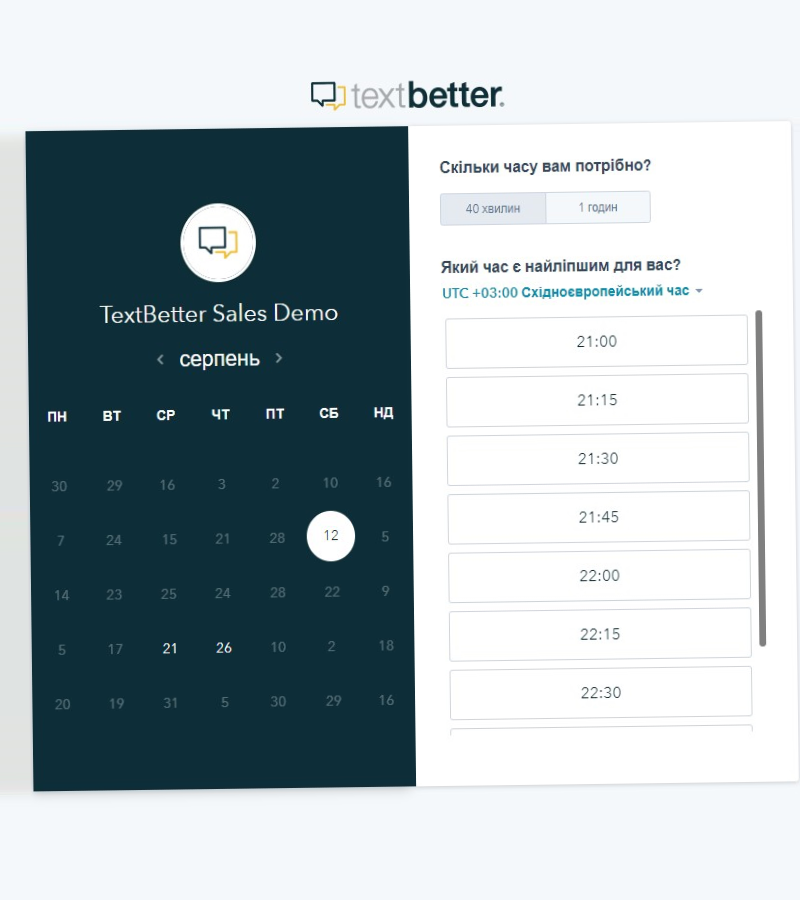 textbetter.
TextBetter Sales Demo
серпень
ПН ВТ СР ЧТ ПТ СБ НД
30 29 16 3 2 10 16
7 24 15 21 28 12 5
14 23 25 24 28 22 9
5 17 21 26 10 2 18
20 19 31 5 30 29 16
Скільки часу вам потрібно?
40 хвилин 1 годин
Який час є найліпшим для вас?
UTC +03:00 Східноєвропейський час
21:00
21:15
21:30
21:45
22:00
22:15
22:30